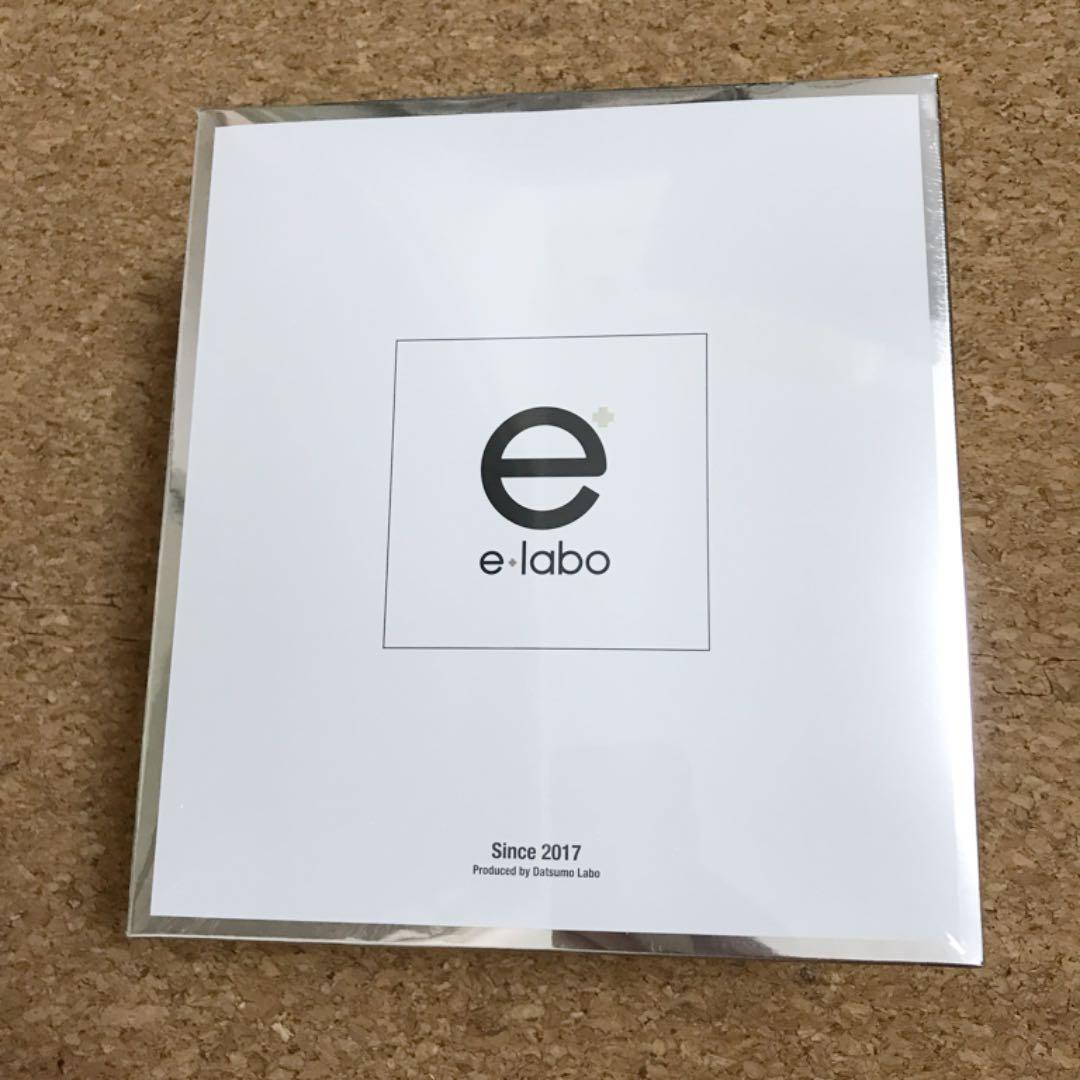 e+
e+labo
Since 2017
Produced by Datsumo Labo